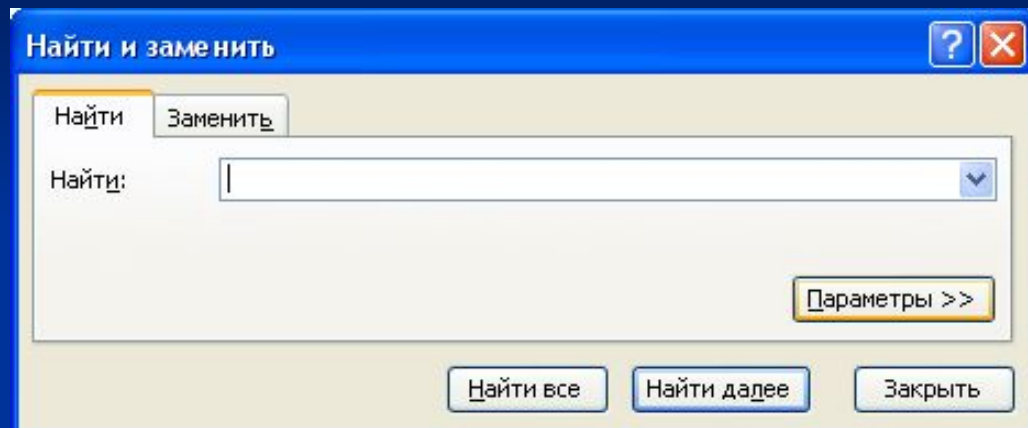 Найти и заменить
Найти Заменить
Найти:
Параметры >>
Найти все Найти далее Закрыть